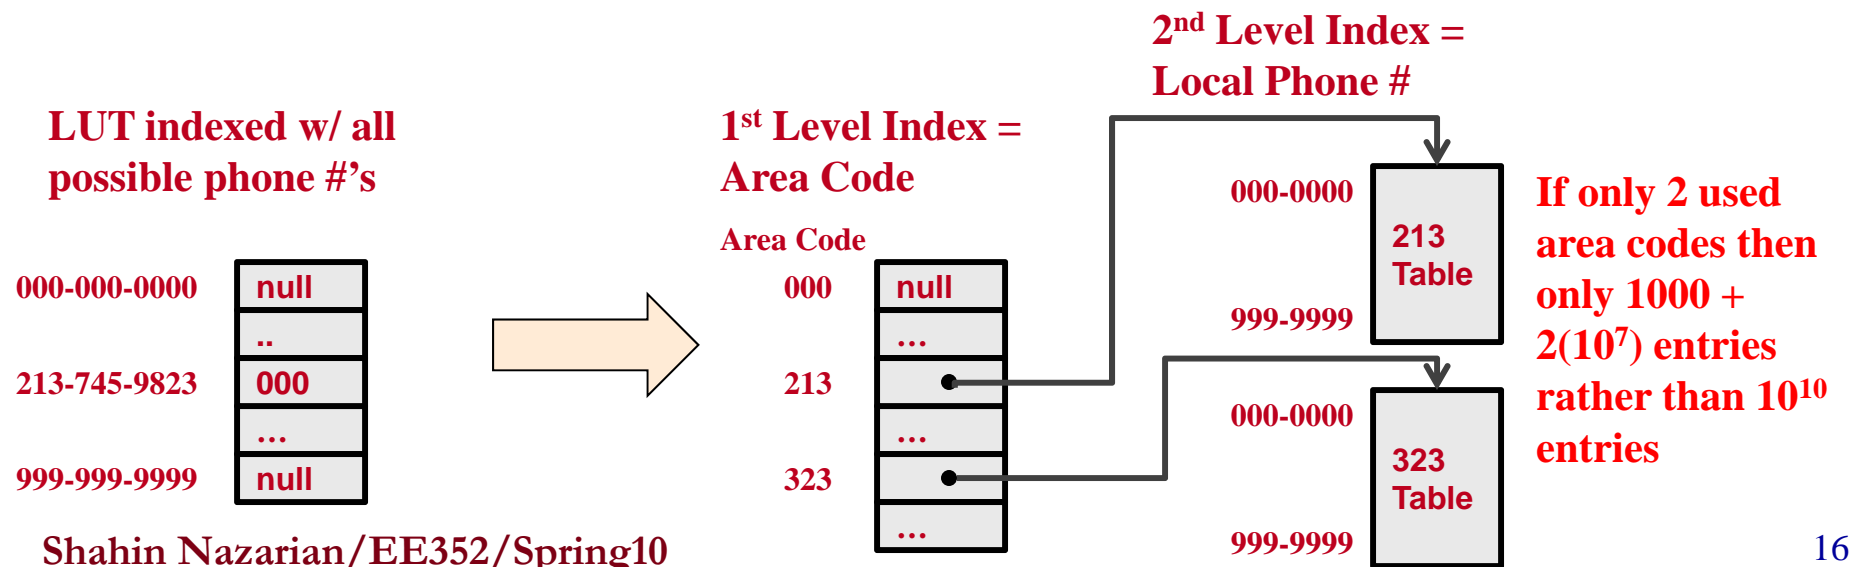 LUT indexed w/ all
possible phone #’s
000-000-0000 null
..
213-745-9823 000
…
999-999-9999 null
1st Level Index =
Area Code
Area Code
000 null
…
213
…
323
…
2nd Level Index =
Local Phone #
000-0000
213
Table
999-9999
000-0000
323
Table
999-9999
If only 2 used
area codes then
only 1000 +
2(10⁷) entries
rather than 10¹⁰
entries
Shahin Nazarian/EE352/Spring10
16